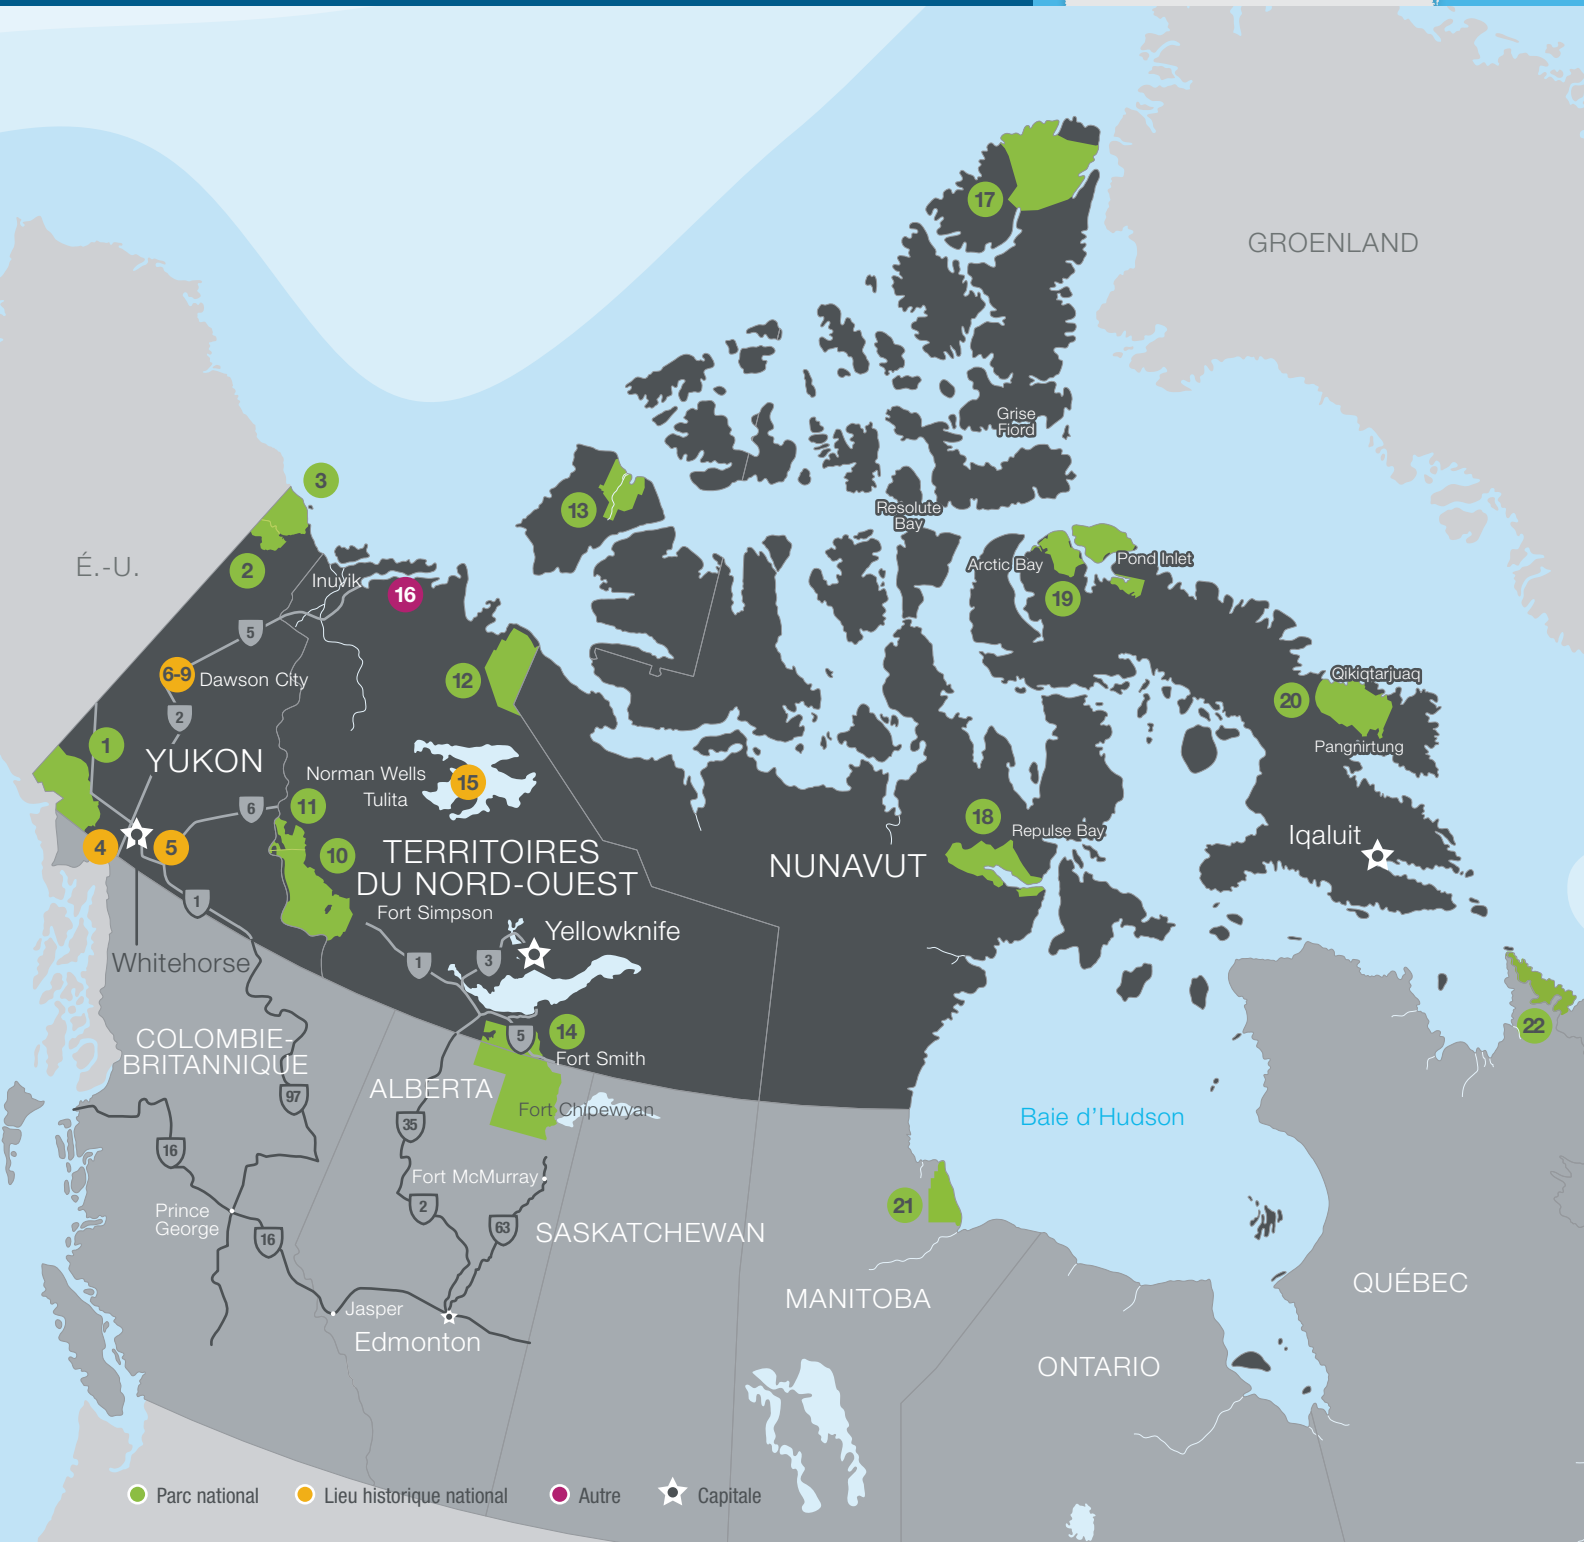 17
GROENLAND
Grise
Fiord
3
13
Resolute
Bay
Arctic Bay
Pond Inlet
É.-U.
2
Inuvik
16
19
5
6-9
Dawson City
12
Qikiqtarjuaq
20
2
1
YUKON
Pangnirtung
Norman Wells
15
Tulita
6
11
18
Repulse Bay
4
5
10
TERRITOIRES
DU NORD-OUEST
NUNAVUT
Iqaluit
1
Fort Simpson
Yellowknife
Whitehorse
1
3
22
COLOMBIE-
BRITANNIQUE
5
14
Fort Smith
ALBERTA
97
Fort Chipewyan
Baie d'Hudson
35
16
Fort McMurray
2
21
Prince
George
16
63
SASKATCHEWAN
QUÉBEC
MANITOBA
Jasper
Edmonton
ONTARIO
Parc national
Lieu historique national
Autre
Capitale